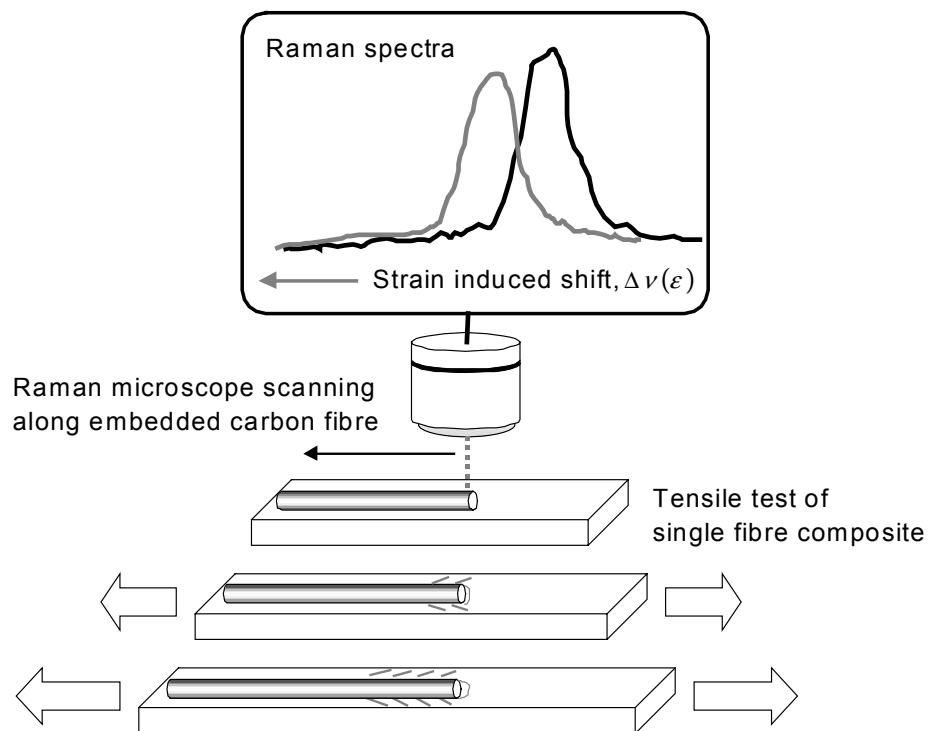 Raman spectra
Strain induced shift, Δν(ε)
Raman microscope scanning
along embedded carbon fibre
Tensile test of
single fibre composite